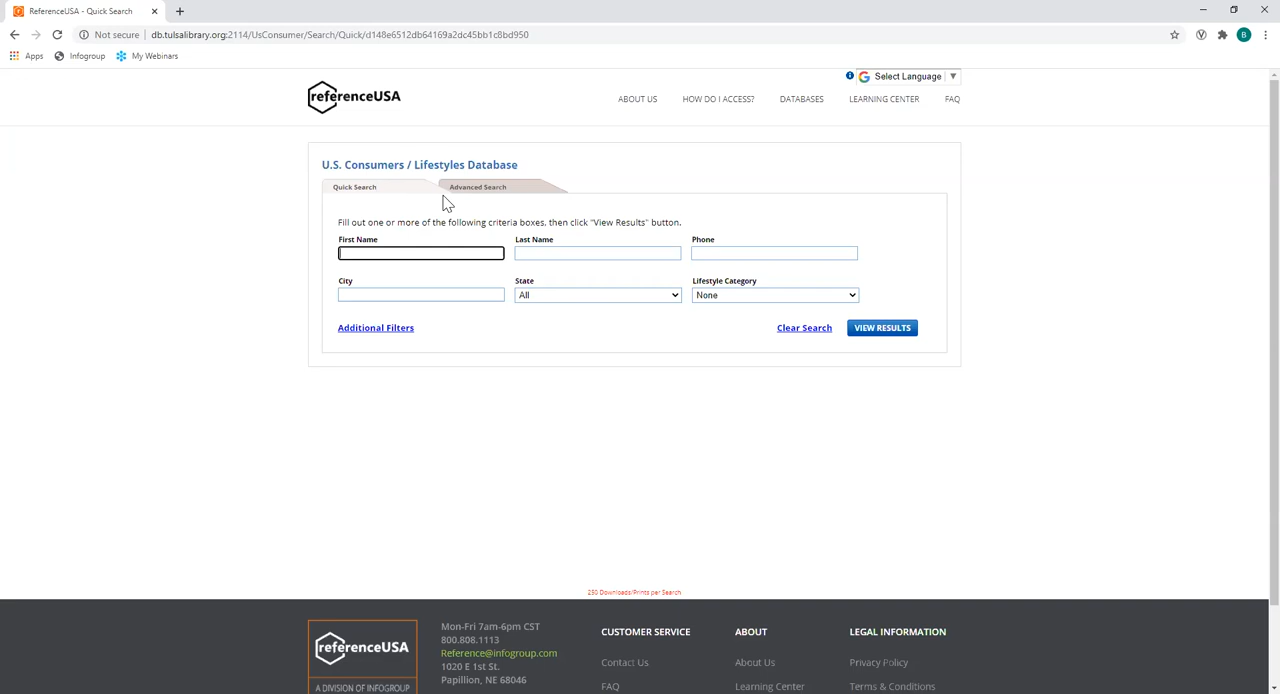 ReferenceUSA - Quick Search
Not secure | db.tulsalibrary.org:2114/UsConsumer/Search/Quick/d148e6512db64169a2dc45bb1c8bd950
B
Apps Infogroup My Webinars
Select Language
referenceUSA
ABOUT US HOW DO I ACCESS? DATABASES LEARNING CENTER FAQ
U.S. Consumers / Lifestyles Database
Quick Search Advanced Search
Fill out one or more of the following criteria boxes, then click "View Results" button.
First Name Last Name Phone
City State Lifestyle Category
All None
Additional Filters Clear Search VIEW RESULTS
250 Downloads/Prints per Search
referenceUSA
A DIVISION OF INFOGROUP
Mon-Fri 7am-6pm CST
800.808.1113
Reference@infogroup.com
1020 E 1st St.
Papillion, NE 68046
CUSTOMER SERVICE
Contact Us
FAQ
ABOUT
About Us
Learning Center
LEGAL INFORMATION
Privacy Policy
Terms & Conditions